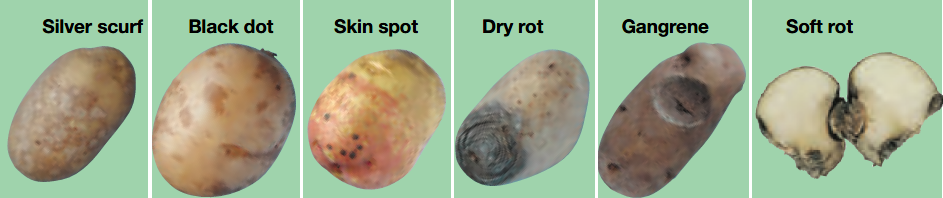 Silver scurf
Black dot
Skin spot
Dry rot
Gangrene
Soft rot